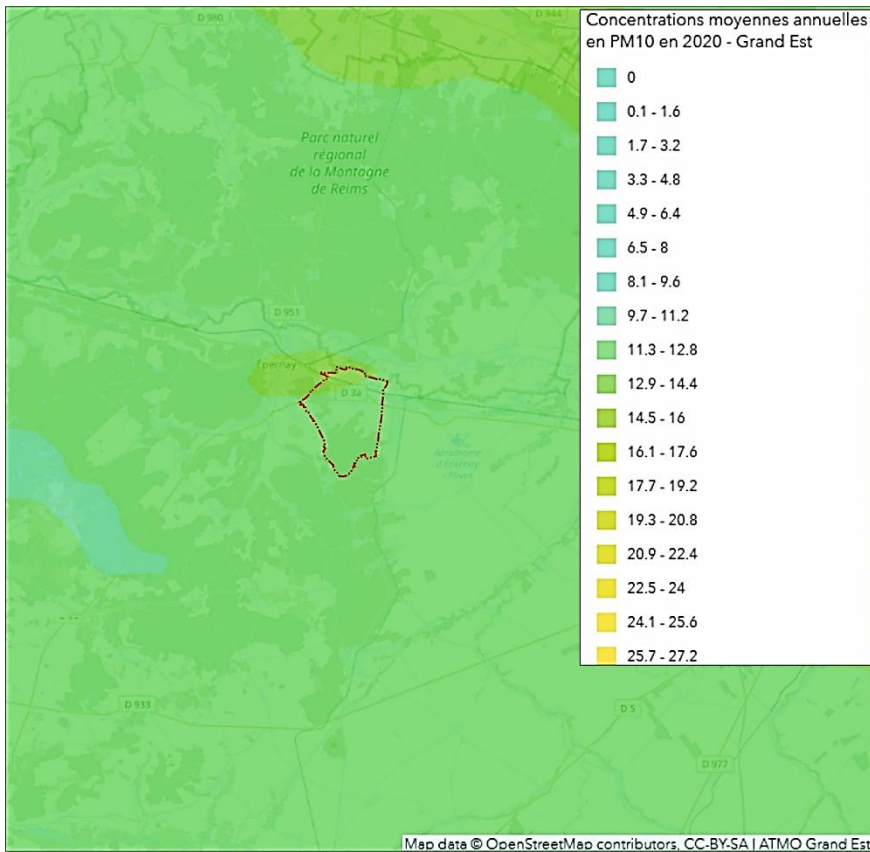 Concentrations moyennes annuelles
en PM10 en 2020 - Grand Est
0
0.1 - 1.6
1.7 - 3.2
3.3 - 4.8
4.9 - 6.4
6.5 - 8
8.1 - 9.6
9.7 - 11.2
11.3 - 12.8
12.9 - 14.4
14.5 - 16
16.1 - 17.6
17.7 - 19.2
19.3 - 20.8
20.9 - 22.4
22.5 - 24
24.1 - 25.6
25.7 - 27.2
D 980
D 944
Parc naturel
régional
de la Montagne
de Reims
D 951
Épernay
D 3a
Aérodrome
d'Épernay
- Plivot
D 933
D 5
D 977
Map data © OpenStreetMap contributors, CC-BY-SA | ATMO Grand Est